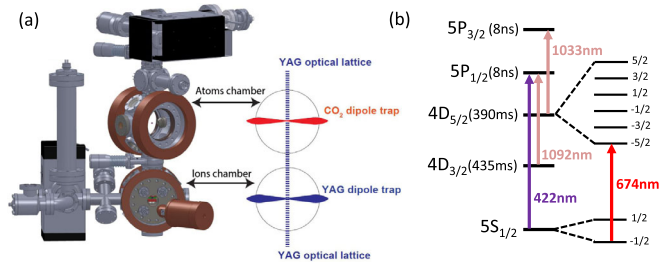 (a)
YAG optical lattice
Atoms chamber
CO2 dipole trap
Ions chamber
YAG dipole trap
YAG optical lattice
(b)
5P3/2 (8ns)
1033nm
5P1/2(8ns)
4D5/2(390ms)
1092nm
4D3/2(435ms)
422nm
5S1/2
5/2
3/2
1/2
-1/2
-3/2
-5/2
674nm
1/2
-1/2